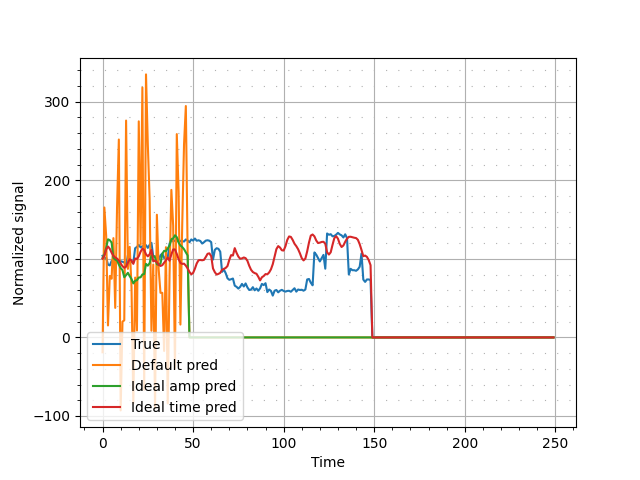 Normalized signal
300
200
100
0
−100
True
Default pred
Ideal amp pred
Ideal time pred
0
50
100
150
200
250
Time